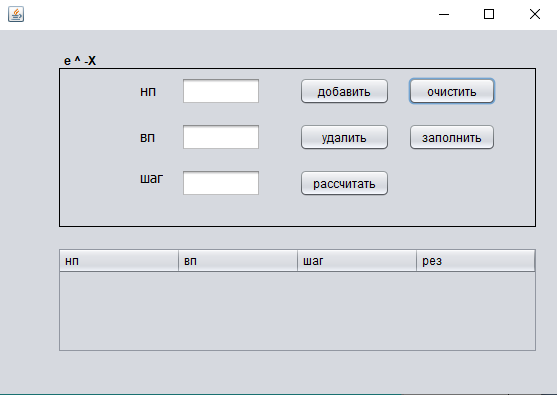 e ^ -X
нп добавить очистить
вп удалить заполнить
шаг рассчитать
нп вп шаг рез